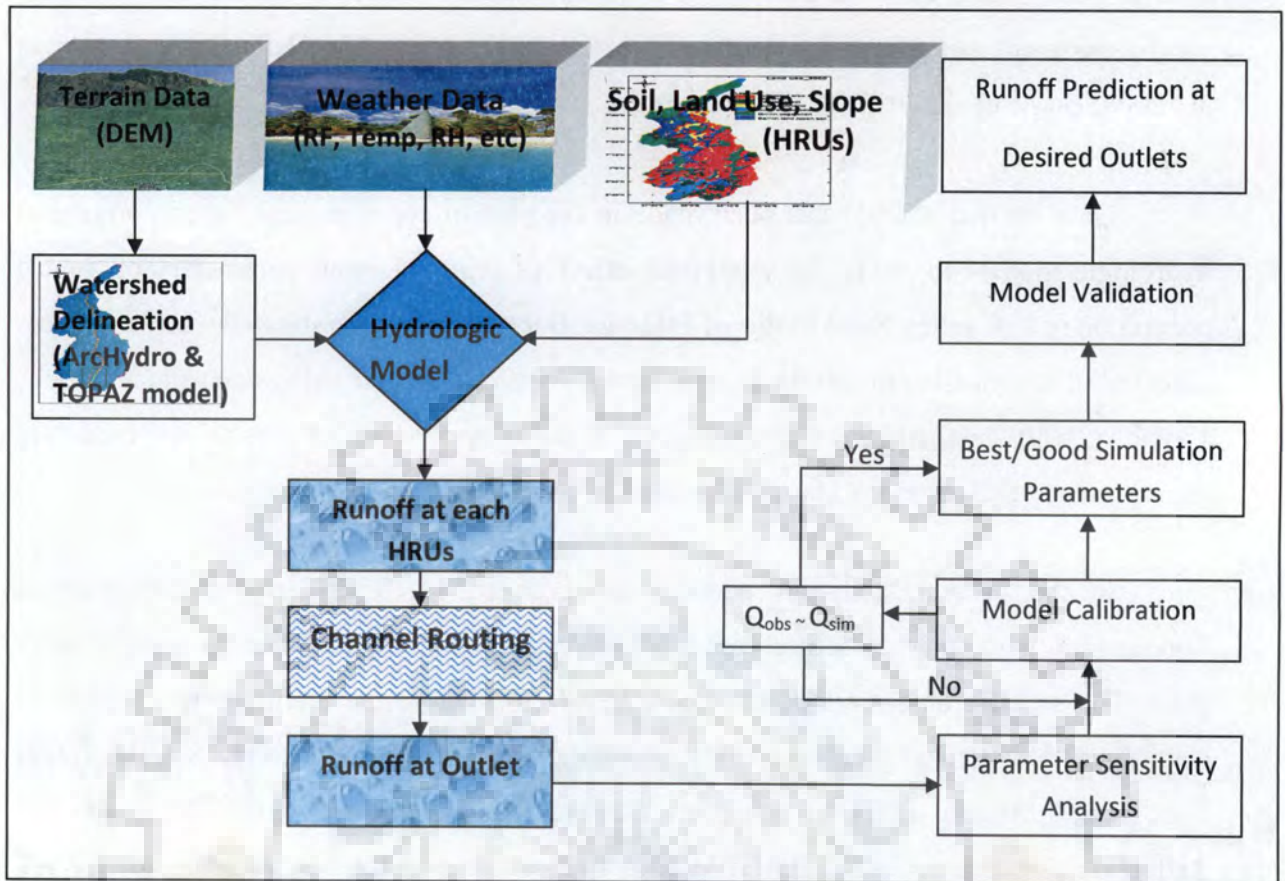 Terrain Data
(DEM)
Weather Data
(RF, Temp, RH, etc)
Soil, Land Use, Slope
(HRUs)
Runoff Prediction at
Desired Outlets
Watershed
Delineation
(ArcHydro &
TOPAZ model)
Hydrologic
Model
Model Validation
Yes
Best/Good Simulation
Parameters
Runoff at each
HRUs
Qobs ~ Qsim
Model Calibration
Channel Routing
No
Runoff at Outlet
Parameter Sensitivity
Analysis